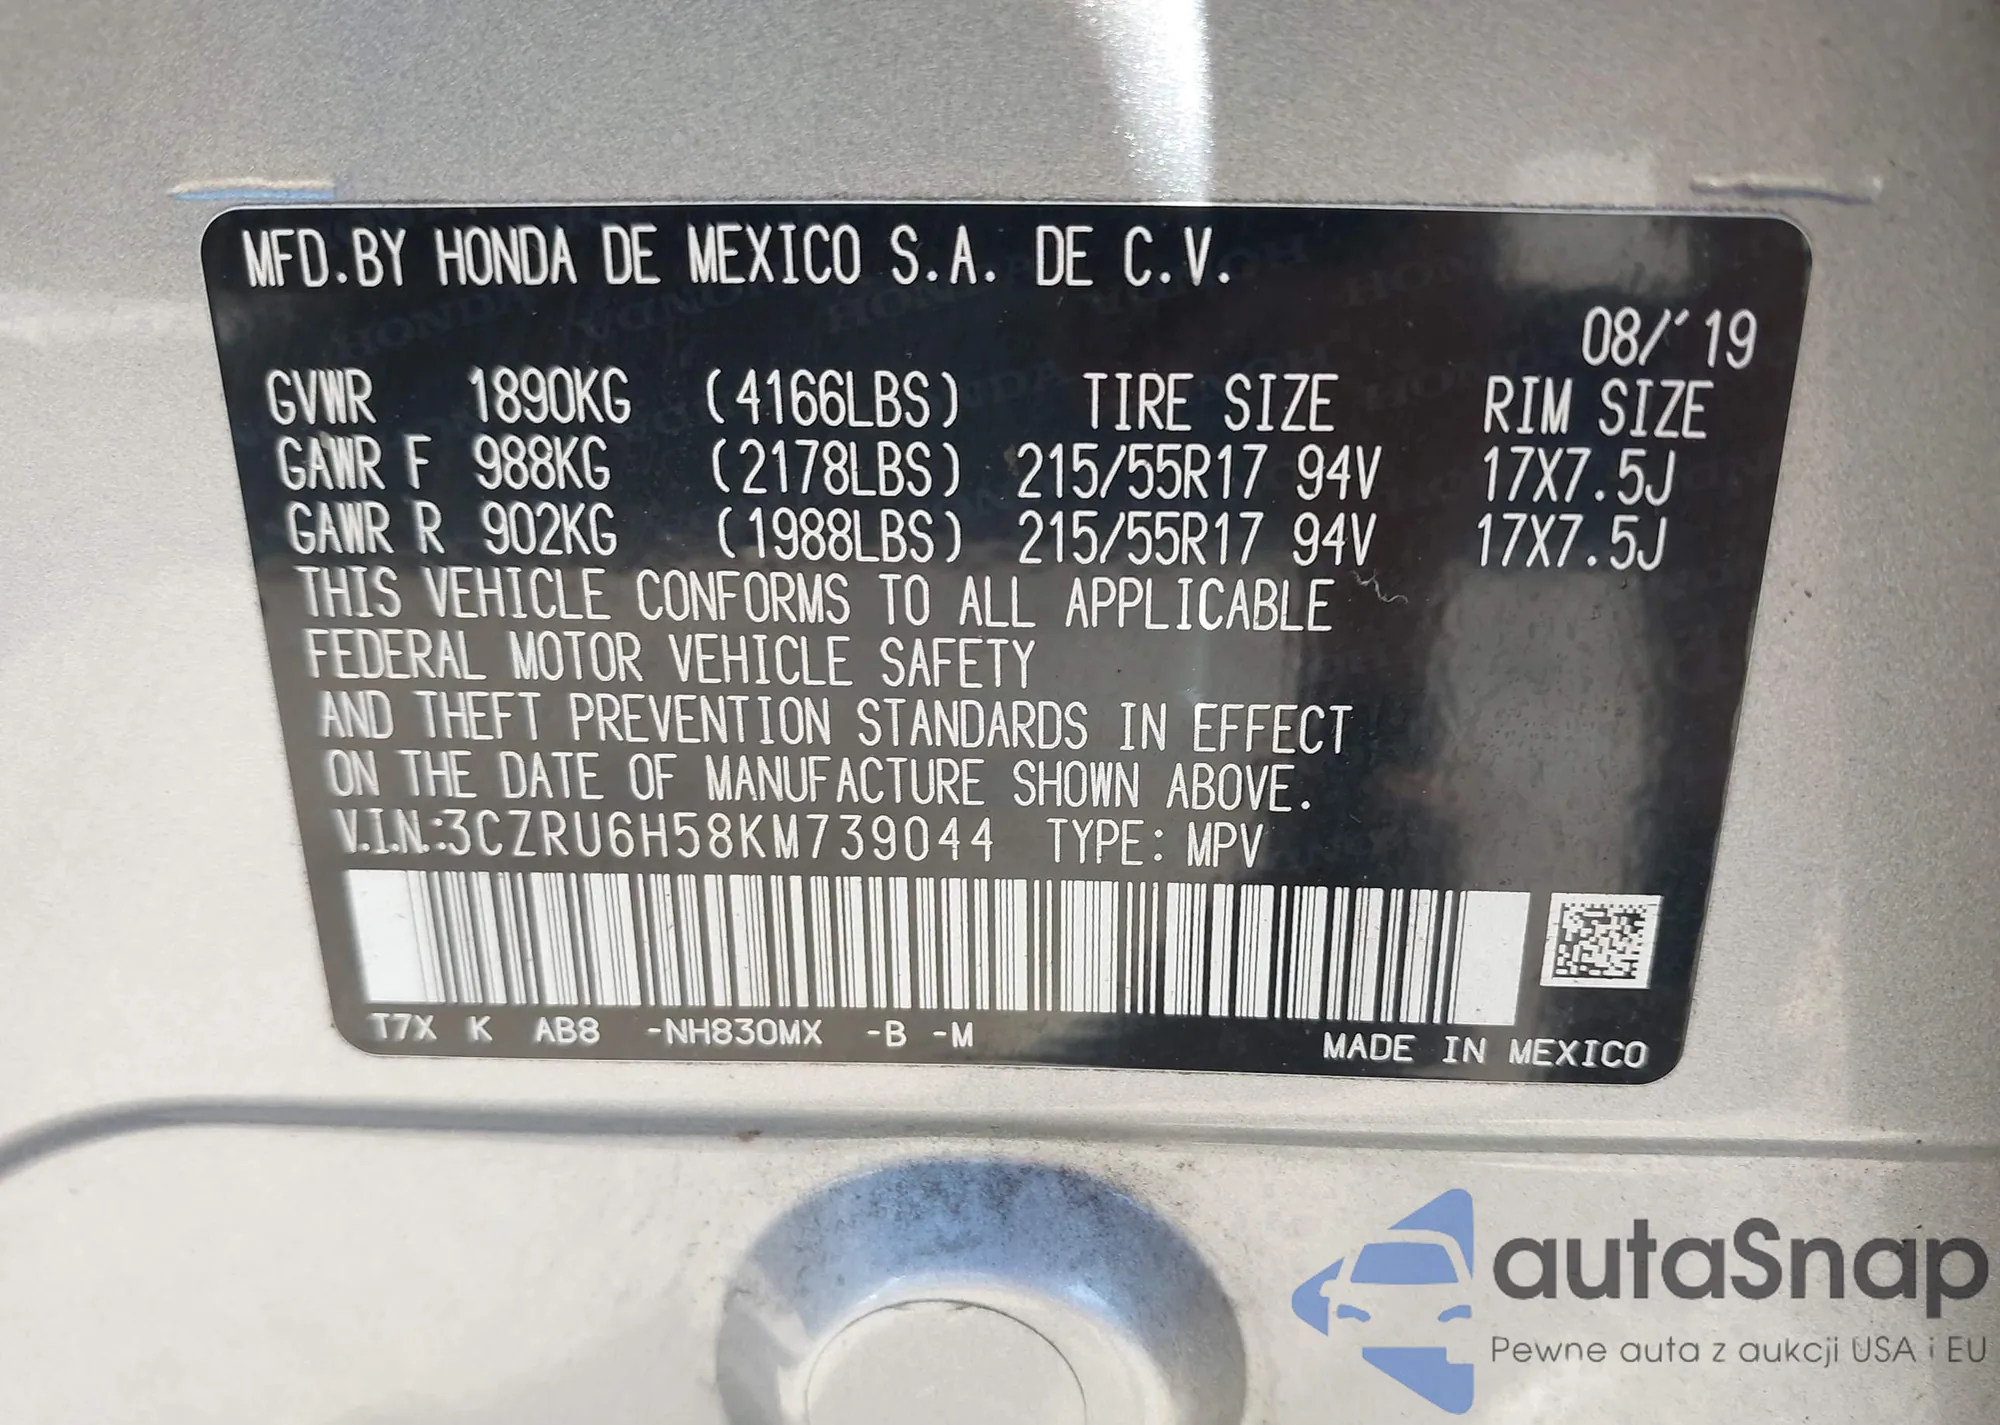 MFD.BY HONDA DE MEXICO S.A. DE C.V.
08/'19
GVWR 1890KG (4166LBS) TIRE SIZE RIM SIZE
GAWR F 988KG (2178LBS) 215/55R17 94V 17X7.5J
GAWR R 902KG (1988LBS) 215/55R17 94V 17X7.5J
THIS VEHICLE CONFORMS TO ALL APPLICABLE
FEDERAL MOTOR VEHICLE SAFETY
AND THEFT PREVENTION STANDARDS IN EFFECT
ON THE DATE OF MANUFACTURE SHOWN ABOVE.
V.I.N.:3CZRU6H58KM739044 TYPE: MPV
T7X K AB8 -NH830MX -B -M
MADE IN MEXICO
autaSnap
Pewne auta z aukcji USA i EU